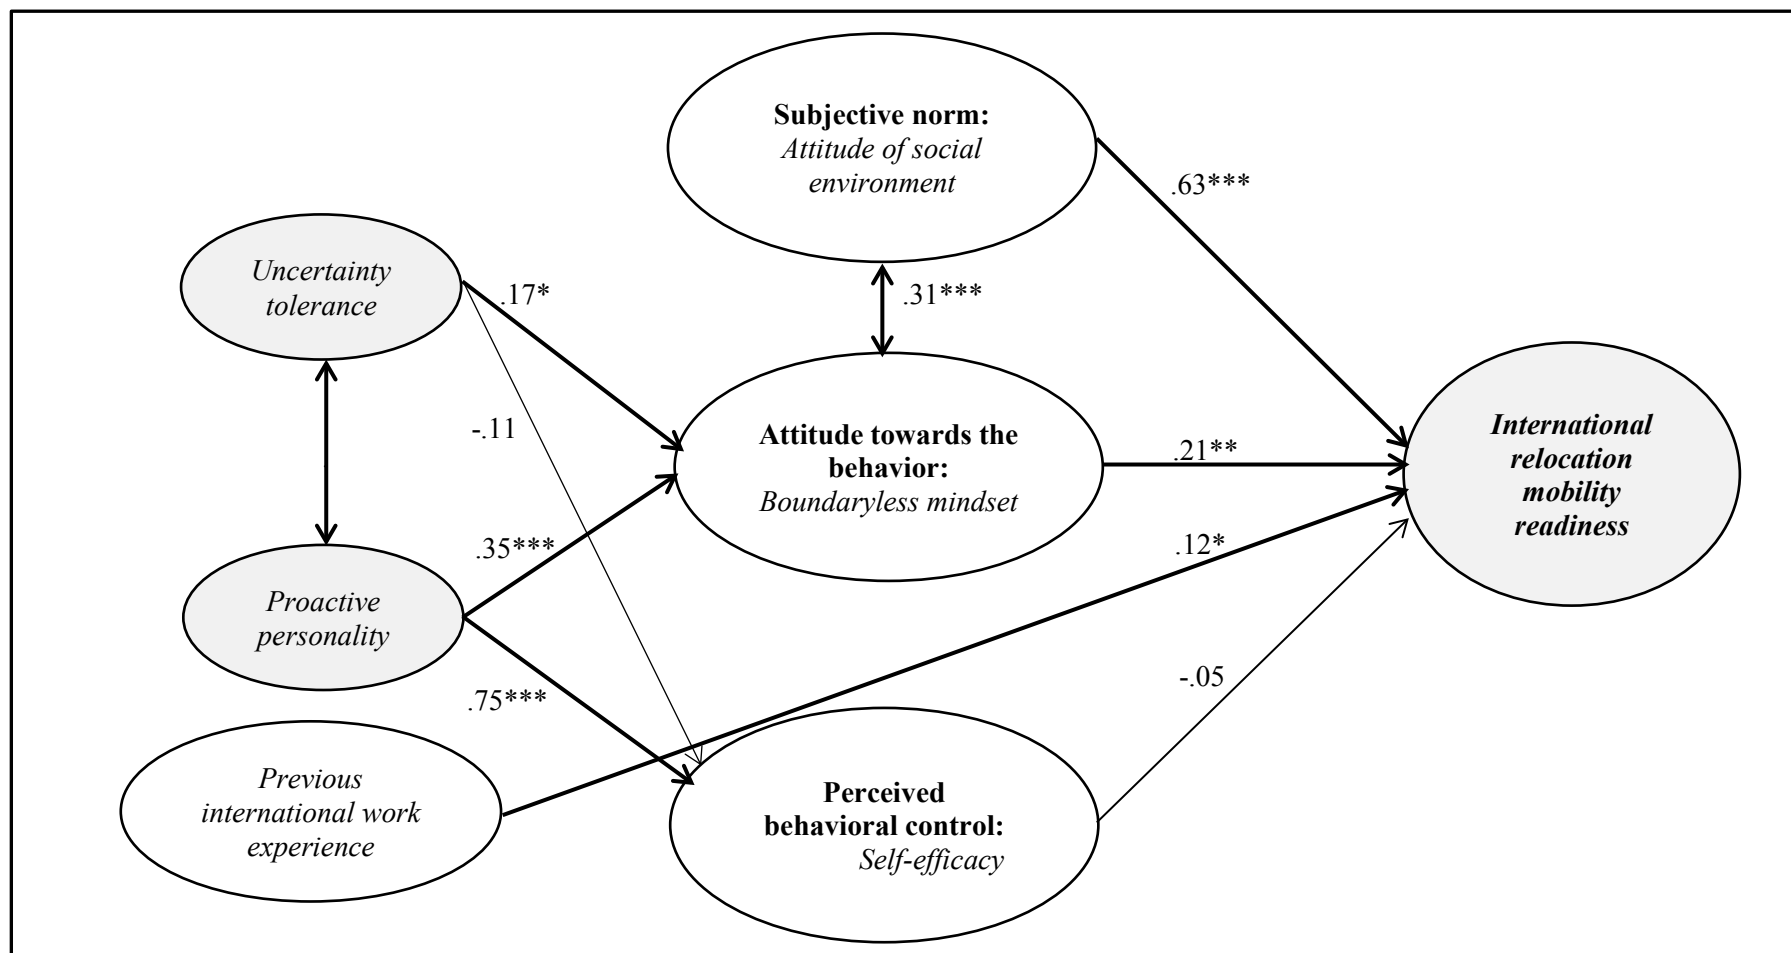 Subjective norm:
Attitude of social
environment
.63***
Uncertainty
tolerance
.17*
.31***
-.11
Attitude towards the
behavior:
Boundaryless mindset
.21**
International
relocation
mobility
readiness
.35***
.12*
Proactive
personality
.75***
-.05
Previous
international work
experience
Perceived
behavioral control:
Self-efficacy